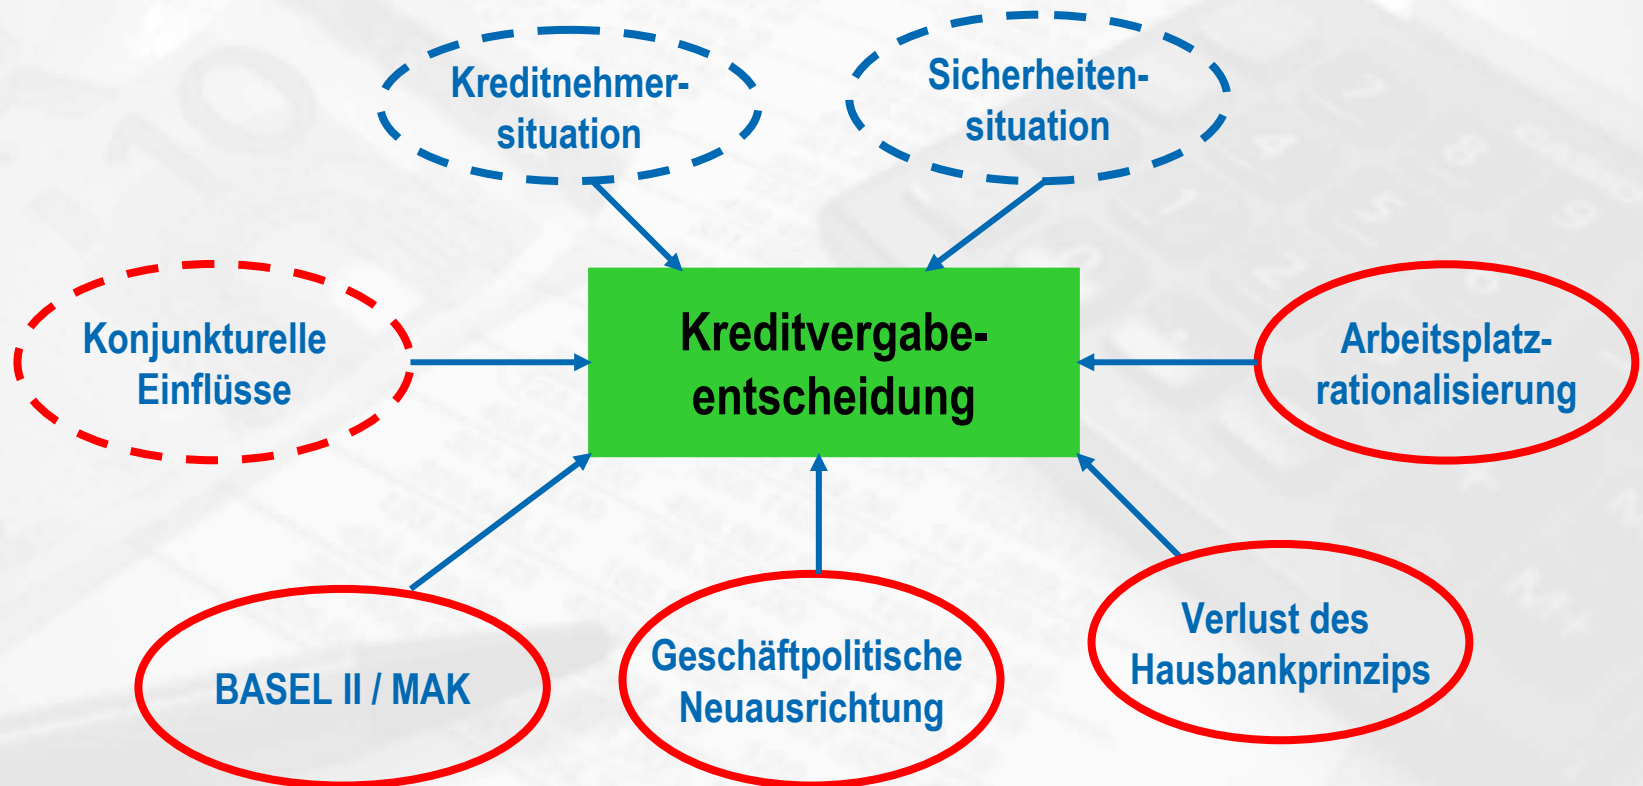 Kreditnehmer-
situation
Sicherheiten-
situation
Konjunkturelle
Einflüsse
Kreditvergabe-
entscheidung
Arbeitsplatz-
rationalisierung
BASEL II / MAK
Geschäftpolitische
Neuausrichtung
Verlust des
Hausbankprinzips